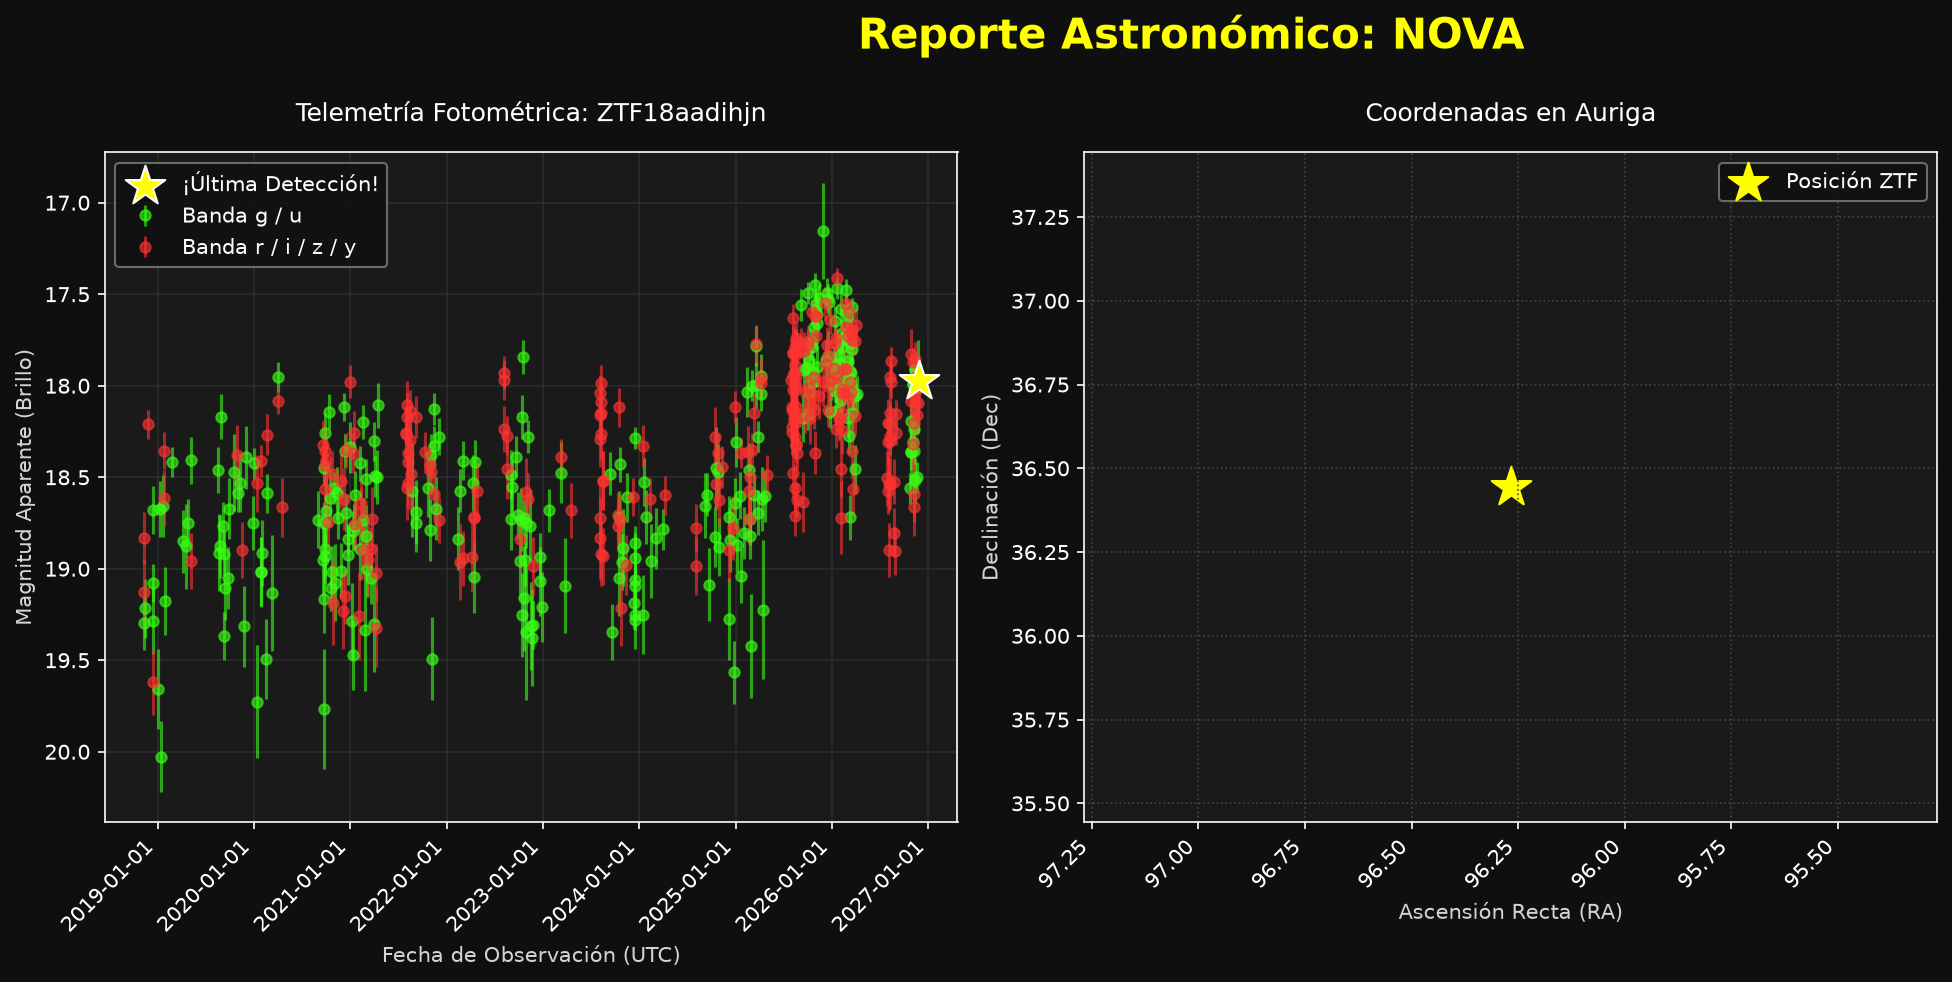 Reporte Astronómico: NOVA
Telemetría Fotométrica: ZTF18aadihjn
¡Última Detección!
Banda g / u
Banda r / i / z / y
Magnitud Aparente (Brillo)
17.0
17.5
18.0
18.5
19.0
19.5
20.0
2019-01-01
2020-01-01
2021-01-01
2022-01-01
2023-01-01
2024-01-01
2025-01-01
2026-01-01
2027-01-01
Fecha de Observación (UTC)
Coordenadas en Auriga
Posición ZTF
Declinación (Dec)
37.25
37.00
36.75
36.50
36.25
36.00
35.75
35.50
97.25
97.00
96.75
96.50
96.25
96.00
95.75
95.50
Ascensión Recta (RA)